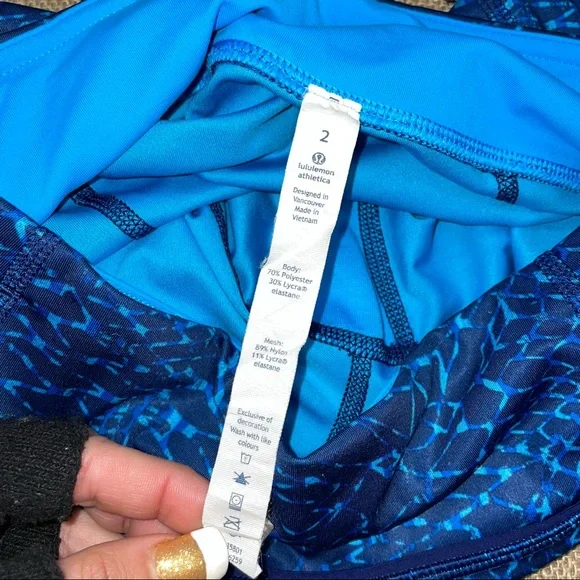 2
lululemon
athletica
Designed in
Vancouver
Made in
Vietnam
Body:
70% Polyester
30% Lycra®
elastane
Mesh:
89% Nylon
11% Lycra®
elastane
Exclusive of
decoration
Wash with like
colours